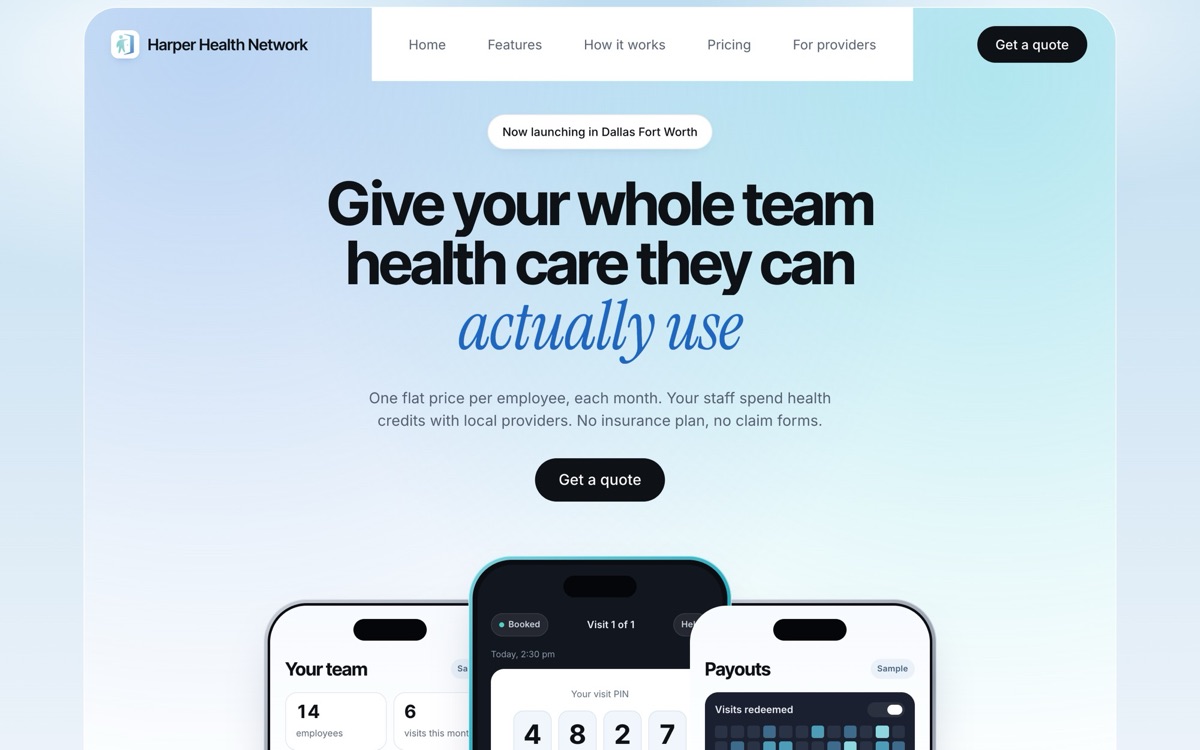 Harper Health Network
Home
Features
How it works
Pricing
For providers
Get a quote
Now launching in Dallas Fort Worth
Give your whole team
health care they can
actually use
One flat price per employee, each month. Your staff spend health
credits with local providers. No insurance plan, no claim forms.
Get a quote
Booked
Visit 1 of 1
Today, 2:30 pm
Your visit PIN
4 8 2 7
Your team
14
employees
6
visits this mont
Payouts
Sample
Visits redeemed